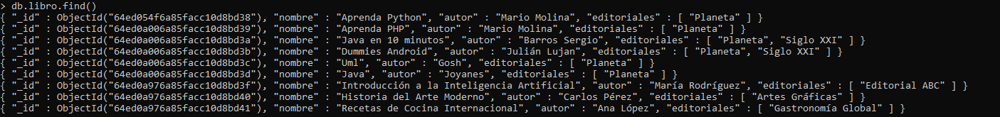 > db.libro.find()
{ "_id" : ObjectId("64ed054f6a85facc10d8bd38"), "nombre" : "Aprenda Python", "autor" : "Mario Molina", "editoriales" : [ "Planeta" ] }
{ "_id" : ObjectId("64ed0a006a85facc10d8bd39"), "nombre" : "Aprenda PHP", "autor" : "Mario Molina", "editoriales" : [ "Planeta" ] }
{ "_id" : ObjectId("64ed0a006a85facc10d8bd3a"), "nombre" : "Java en 10 minutos", "autor" : "Barros Sergio", "editoriales" : [ "Planeta", "Siglo XXI" ] }
{ "_id" : ObjectId("64ed0a006a85facc10d8bd3b"), "nombre" : "Dummies Android", "autor" : "Julián Lujan", "editoriales" : [ "Planeta", "Siglo XXI" ] }
{ "_id" : ObjectId("64ed0a006a85facc10d8bd3c"), "nombre" : "Uml", "autor" : "Gosh", "editoriales" : [ "Planeta" ] }
{ "_id" : ObjectId("64ed0a006a85facc10d8bd3d"), "nombre" : "Java", "autor" : "Joyanes", "editoriales" : [ "Planeta" ] }
{ "_id" : ObjectId("64ed0a976a85facc10d8bd3f"), "nombre" : "Introducción a la Inteligencia Artificial", "autor" : "María Rodríguez", "editoriales" : [ "Editorial ABC" ] }
{ "_id" : ObjectId("64ed0a976a85facc10d8bd40"), "nombre" : "Historia del Arte Moderno", "autor" : "Carlos Pérez", "editoriales" : [ "Artes Gráficas" ] }
{ "_id" : ObjectId("64ed0a976a85facc10d8bd41"), "nombre" : "Recetas de Cocina Internacional", "autor" : "Ana López", "editoriales" : [ "Gastronomía Global" ] }